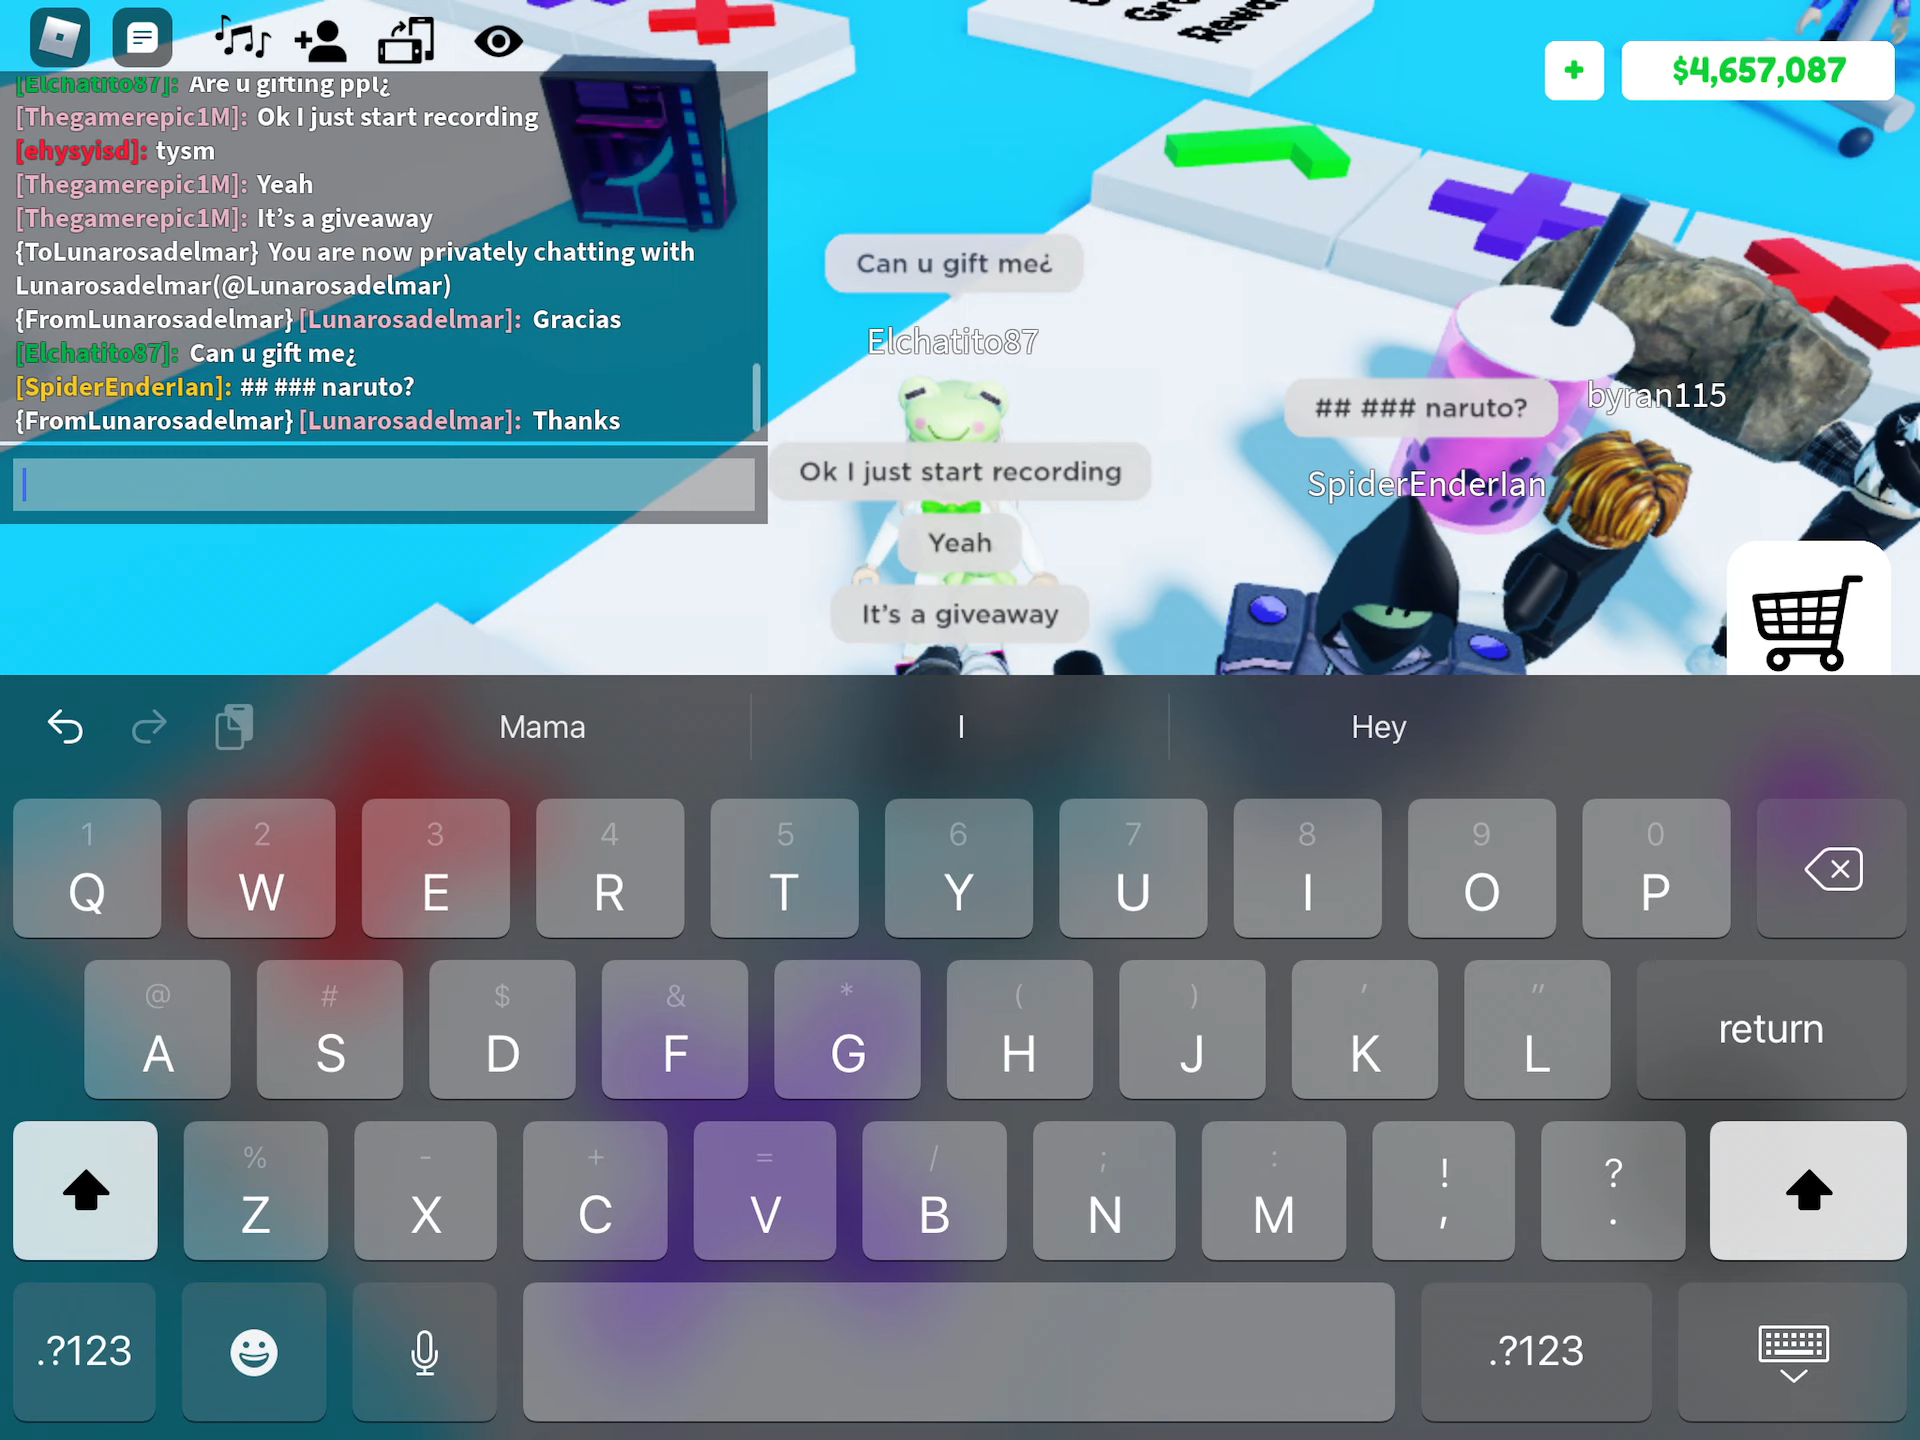 Rewa
$4,657,087
[Elchatito87]: Are u gifting ppl¿
[Thegamerepic1M]: Ok I just start recording
[ehysyisd]: tysm
[Thegamerepic1M]: Yeah
[Thegamerepic1M]: It’s a giveaway
{ToLunarosadelmar} You are now privately chatting with
Lunarosadelmar(@Lunarosadelmar)
{FromLunarosadelmar} [Lunarosadelmar]: Gracias
[Elchatito87]: Can u gift me¿
[SpiderEnderIan]: ## ### naruto?
{FromLunarosadelmar} [Lunarosadelmar]: Thanks
Can u gift me¿
Elchatito87
Ok I just start recording
Yeah
It’s a giveaway
## ### naruto?
SpiderEnderIan
byran115
Mama I Hey
1 2 3 4 5 6 7 8 9 0
Q W E R T Y U I O P
@ # $ & * ( ) ' "
A S D F G H J K L return
% - + = / ; : ! ?
Z X C V B N M , .
.?123 .?123